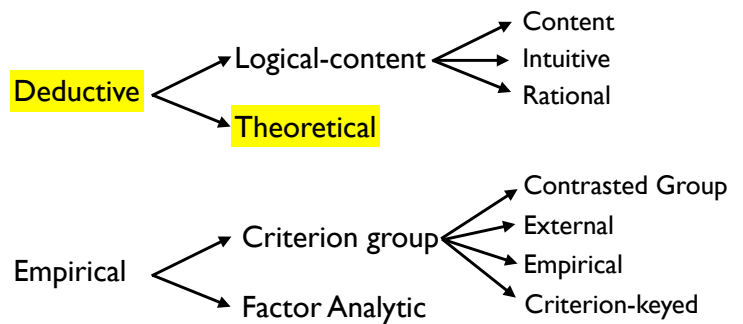 Deductive
Logical-content
Content
Intuitive
Rational
Theoretical
Empirical
Criterion group
Contrasted Group
External
Empirical
Criterion-keyed
Factor Analytic